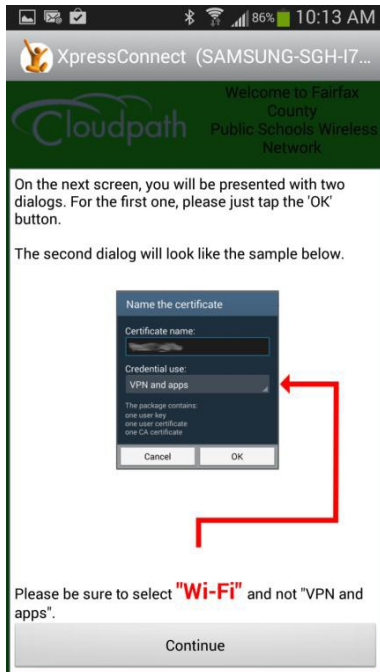 86% 10:13 AM
XpressConnect (SAMSUNG-SGH-I7...
Cloudpath
Welcome to Fairfax
County
Public Schools Wireless
Network
On the next screen, you will be presented with two
dialogs. For the first one, please just tap the 'OK'
button.
The second dialog will look like the sample below.
Name the certificate
Certificate name:
Credential use:
VPN and apps
The package contains:
one user key
one user certificate
one CA certificate
Cancel OK
Please be sure to select "Wi-Fi" and not "VPN and
apps".
Continue